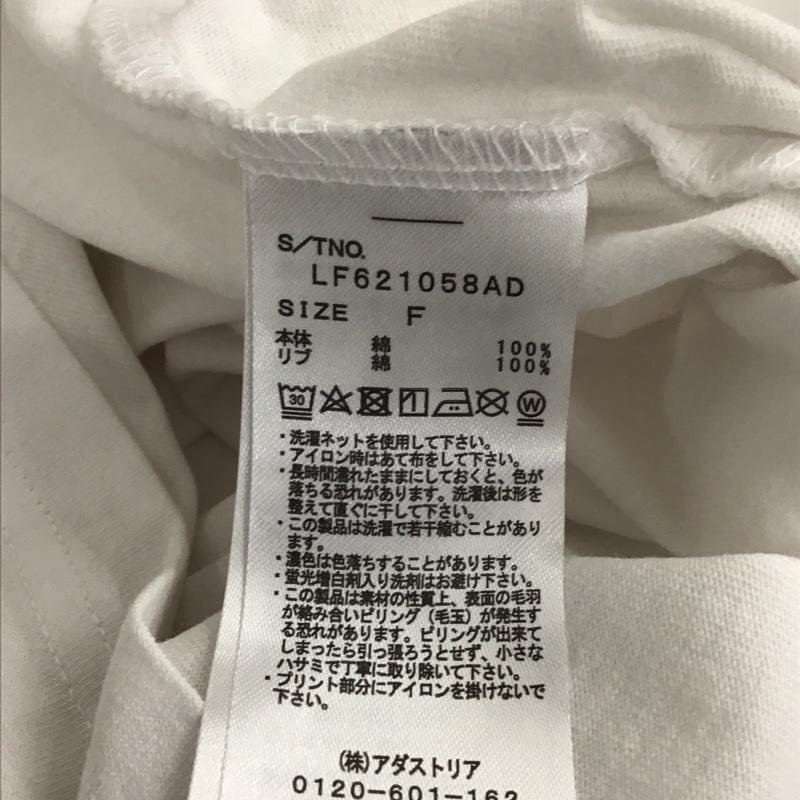 S/TNO.
LF621058AD
SIZE F
本体 綿 100%
リブ 綿 100%
30
W
・洗濯ネットを使用して下さい。
・アイロン時はあて布をして下さい。
・長時間濡れたままにしておくと、色が
落ちる恐れがあります。洗濯後は形を
整えて直ぐに干して下さい。
・この製品は洗濯で若干縮むことがあり
ます。
・濃色は色落ちすることがあります。
・蛍光増白剤入り洗剤はお避け下さい。
・この製品は素材の性質上、表面の毛羽
が絡み合いピリング（毛玉）が発生す
る恐れがあります。ピリングが出来て
しまったら引っ張ろうとせず、小さな
ハサミで丁寧に取り除いて下さい。
・プリント部分にアイロンを掛けないで
下さい。
(株)アダストリア
0120-601-162